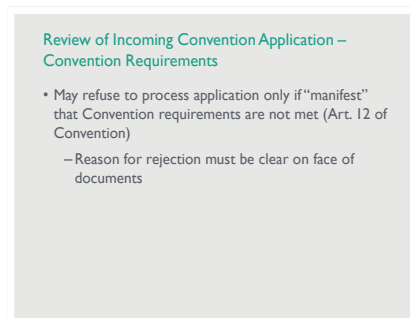 Review of Incoming Convention Application –
Convention Requirements
• May refuse to process application only if “manifest”
that Convention requirements are not met (Art. 12 of
Convention)
– Reason for rejection must be clear on face of
documents